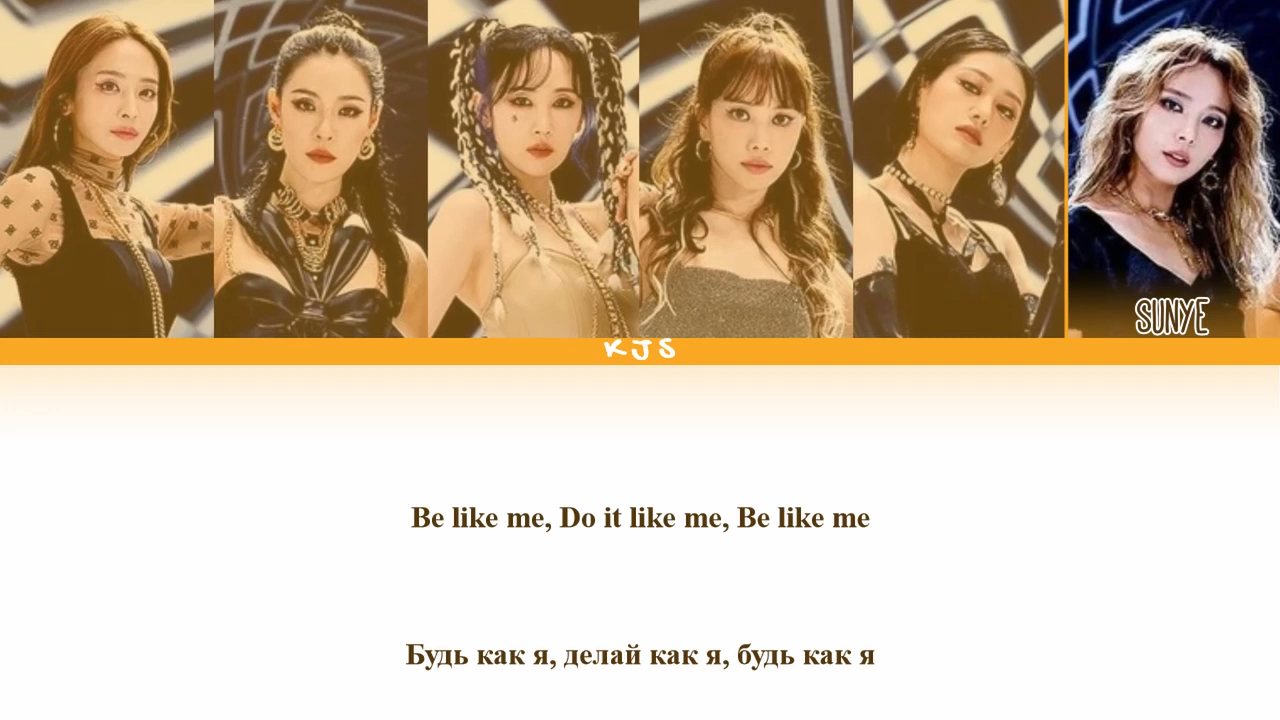 SUNYE
KJS
Be like me, Do it like me, Be like me
Будь как я, делай как я, будь как я